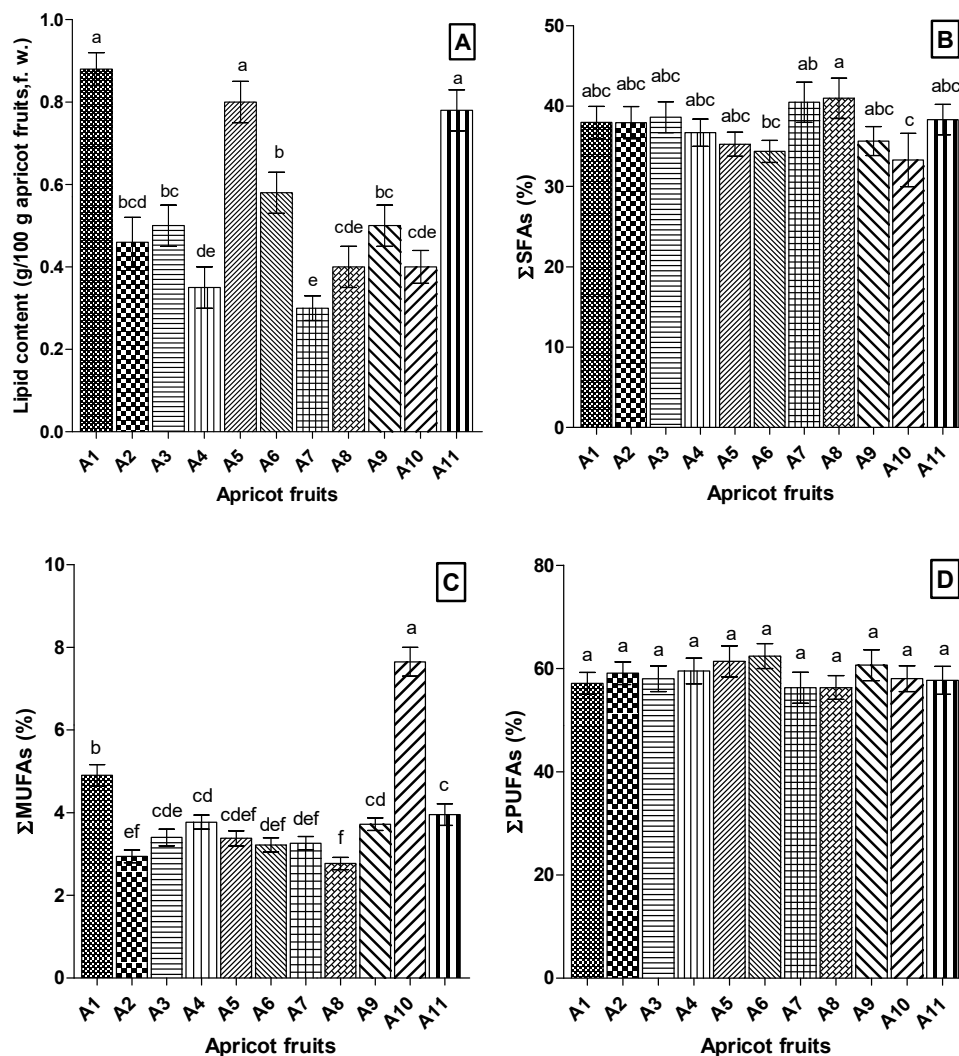 A
Lipid content (g/100 g apricot fruits,f. w.)
1.0
0.8
0.6
0.4
0.2
0.0
a
bcd
bc
de
a
b
e
cde
bc
cde
a
A1
A2
A3
A4
A5
A6
A7
A8
A9
A10
A11
Apricot fruits
B
ΣSFAs (%)
50
40
30
20
10
0
abc
abc
abc
abc
abc
bc
ab
a
abc
c
abc
A1
A2
A3
A4
A5
A6
A7
A8
A9
A10
A11
Apricot fruits
C
ΣMUFAs (%)
10
8
6
4
2
0
b
ef
cde
cd
cdef
def
def
f
cd
a
c
A1
A2
A3
A4
A5
A6
A7
A8
A9
A10
A11
Apricot fruits
D
ΣPUFAs (%)
80
60
40
20
0
a
a
a
a
a
a
a
a
a
a
a
A1
A2
A3
A4
A5
A6
A7
A8
A9
A10
A11
Apricot fruits